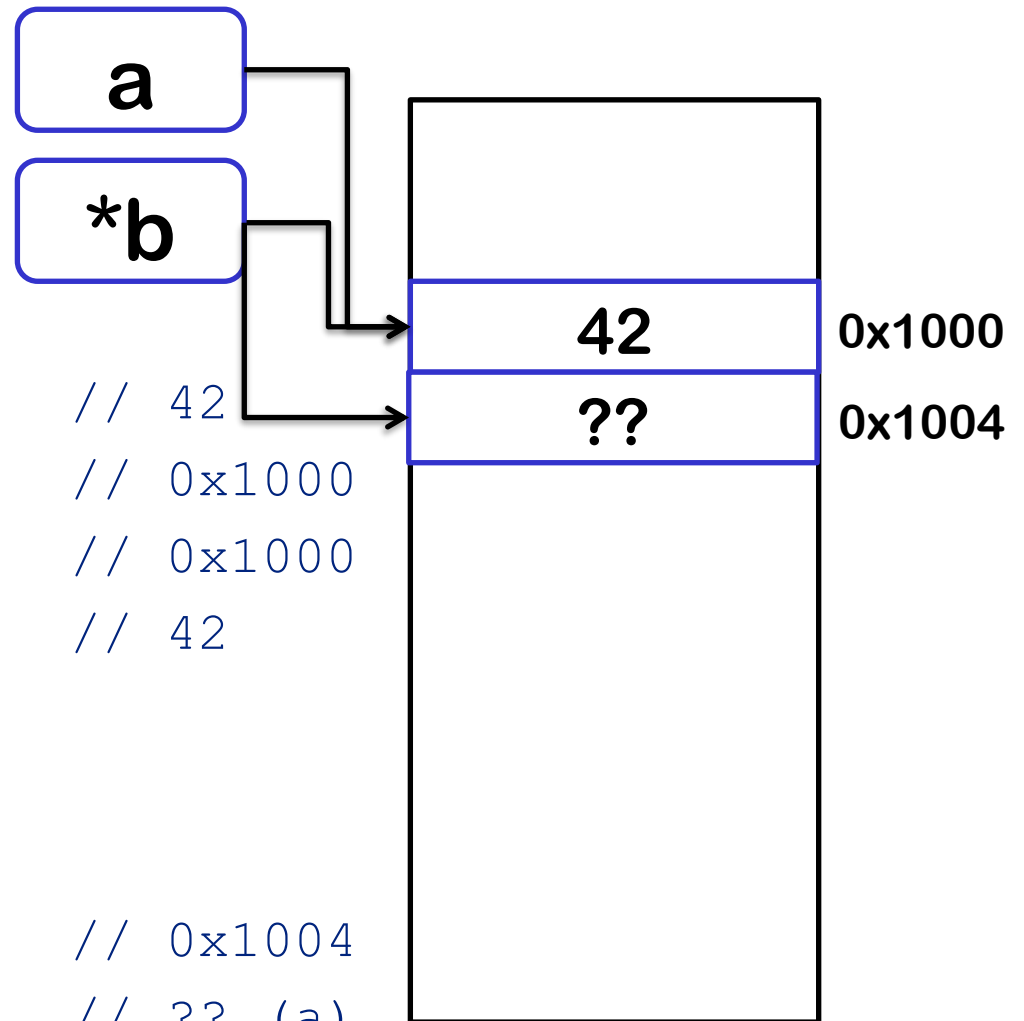 a
*b
42 0x1000
// 42
?? 0x1004
// 0x1000
// 0x1000
// 42
// 0x1004
// ?? (a)